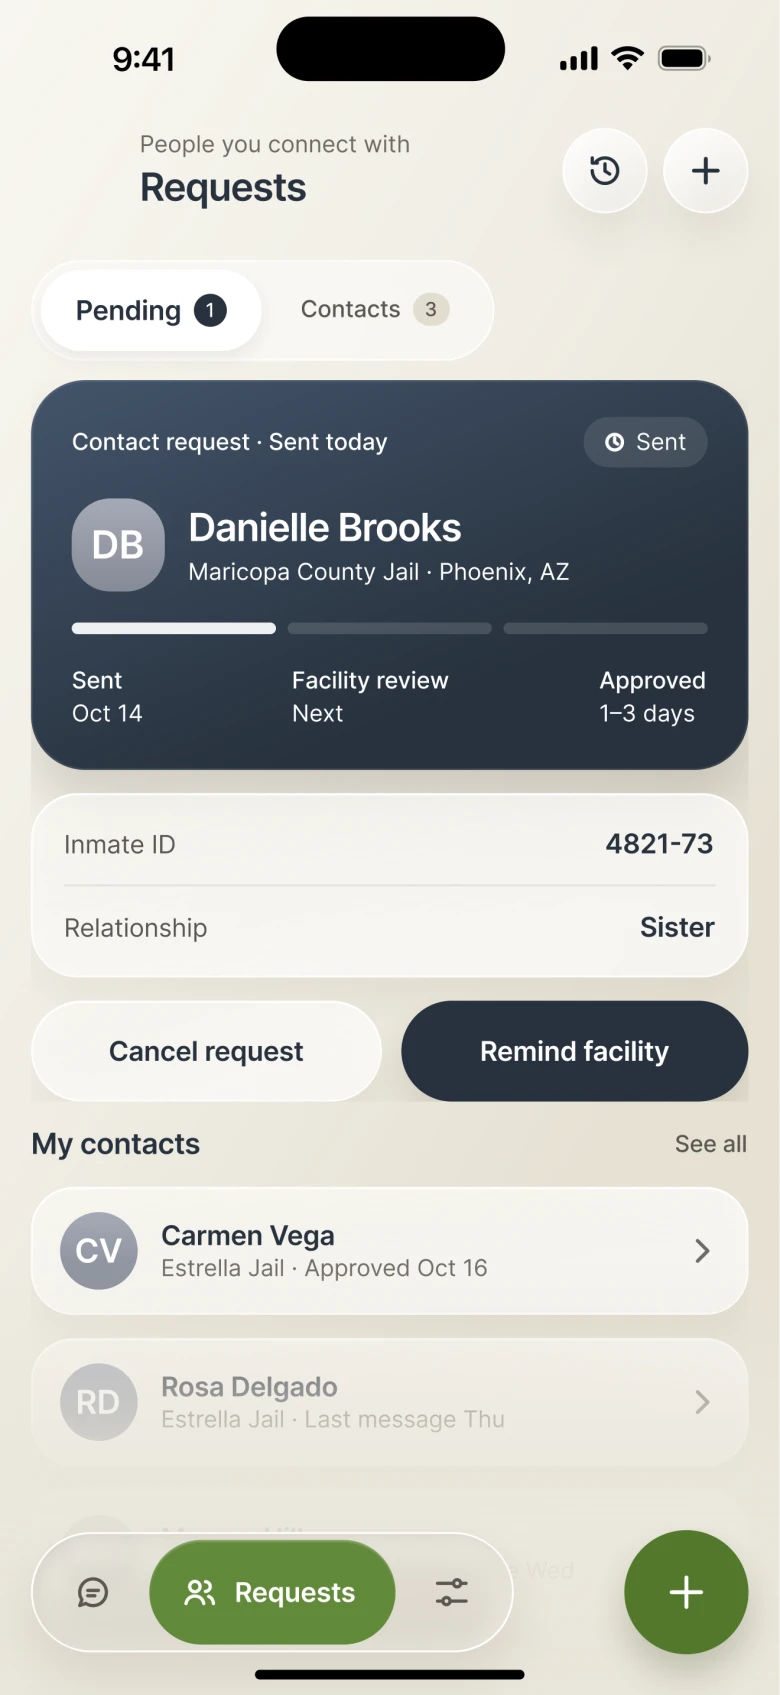 9:41
People you connect with
Requests
Pending 1
Contacts 3
Contact request · Sent today
Sent
DB
Danielle Brooks
Maricopa County Jail · Phoenix, AZ
Sent
Oct 14
Facility review
Next
Approved
1–3 days
Inmate ID
4821-73
Relationship
Sister
Cancel request
Remind facility
My contacts
See all
CV
Carmen Vega
Estrella Jail · Approved Oct 16
RD
Rosa Delgado
Estrella Jail · Last message Thu
Wed
Requests